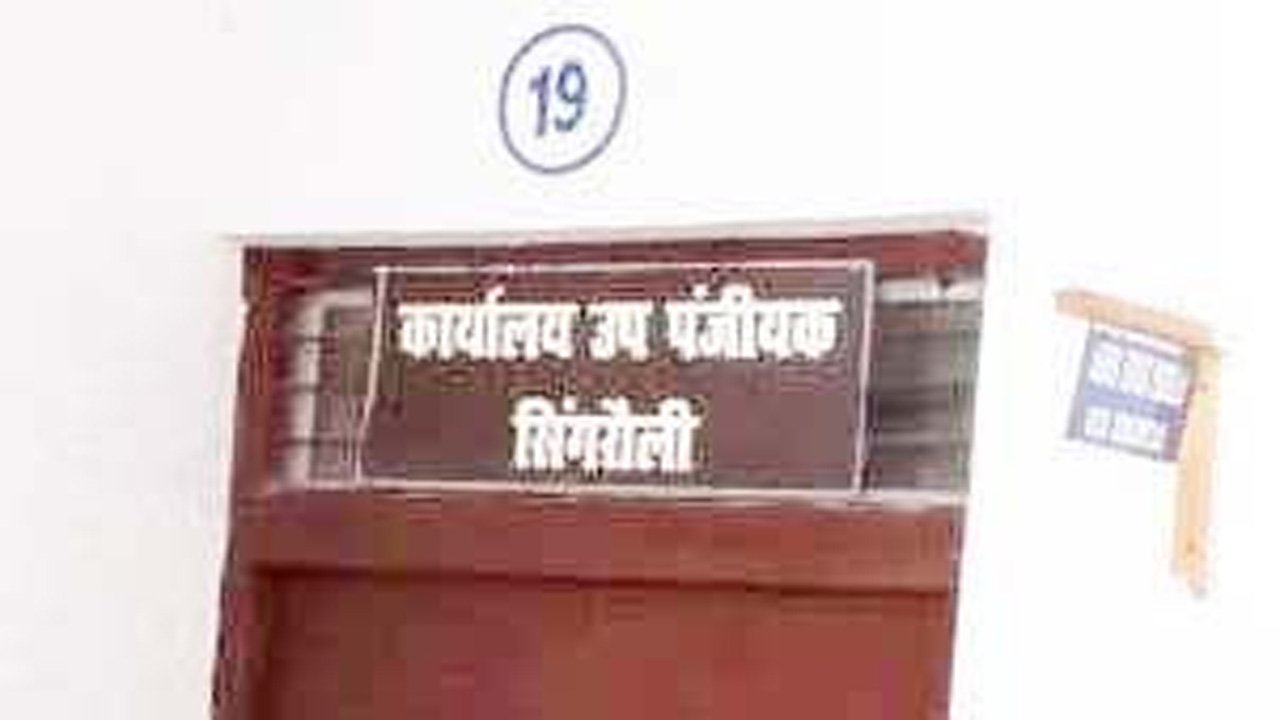 19
कार्यालय उप पंजीयक
सिंगरौली